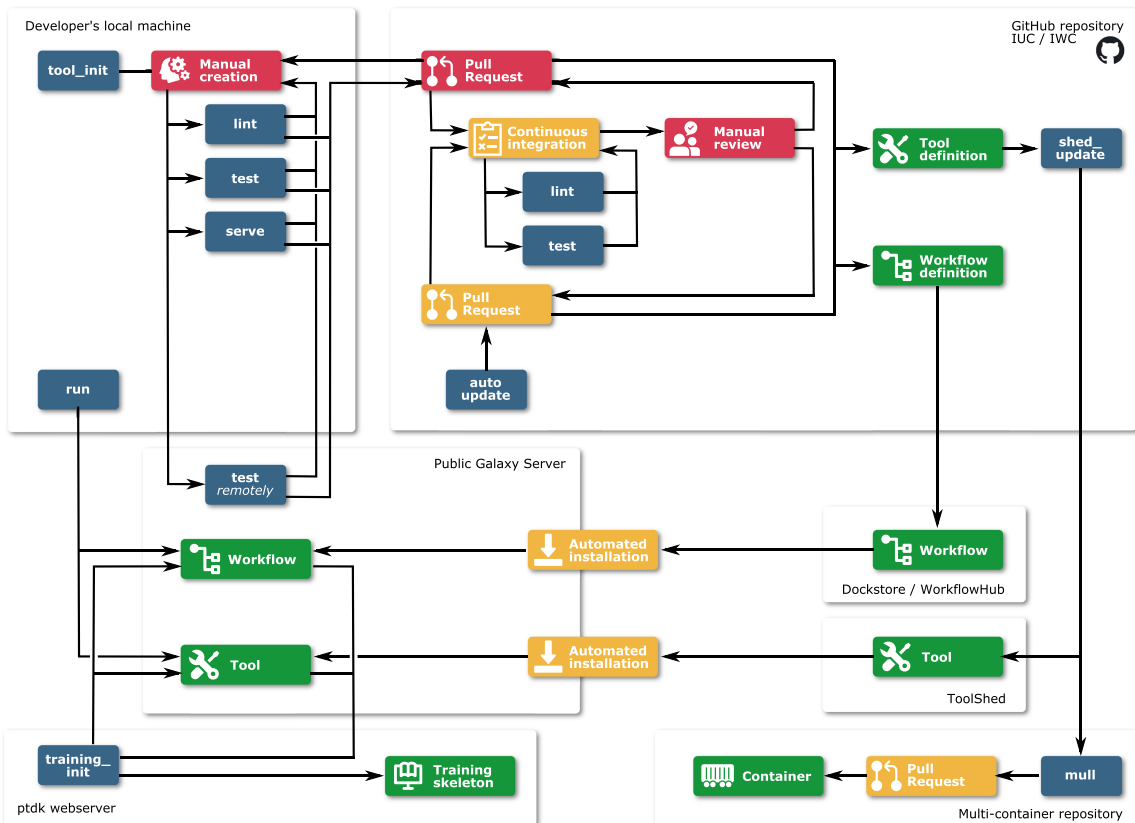 Developer's local machine
tool_init
Manual
creation
lint
test
serve
run
GitHub repository
IUC / IWC
Pull
Request
Continuous
integration
Manual
review
lint
test
Pull
Request
auto
update
Tool
definition
shed_
update
Workflow
definition
Public Galaxy Server
test
remotely
Workflow
Automated
installation
Workflow
Dockstore / WorkflowHub
Tool
Automated
installation
Tool
ToolShed
training_
init
Training
skeleton
ptdk webserver
Container
Pull
Request
mull
Multi-container repository